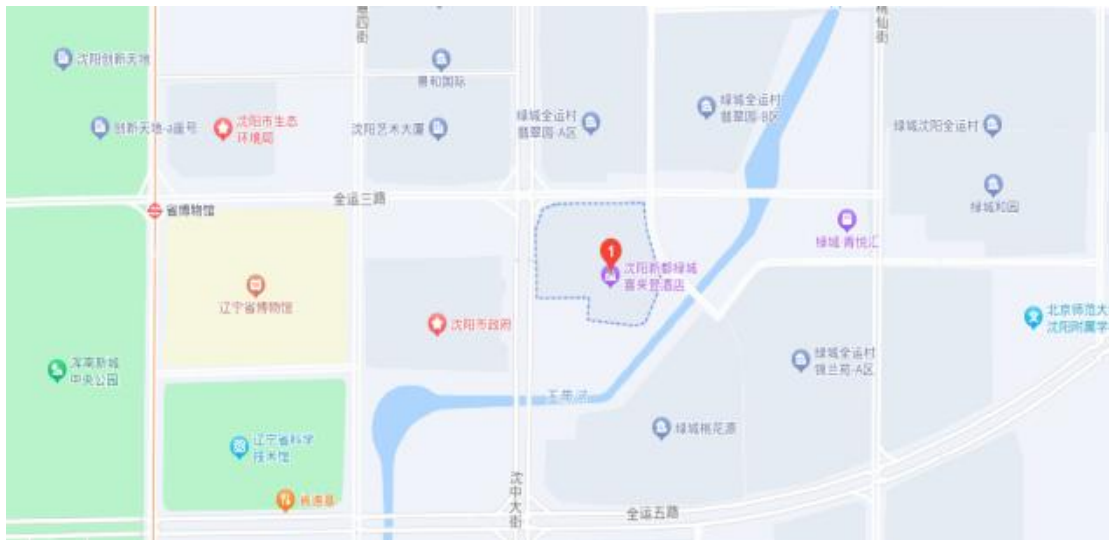 四街
仙街
沈阳创新天地
景和国际
创新天地-a座号
沈阳市生态
环境局
沈阳艺术大厦
绿城全运村
翡翠园-A区
绿城全运村
翡翠园-B区
绿城沈阳全运村
绿城和园
全运三路
省博物馆
绿城 青悦汇
1
沈阳新都绿城
喜来登酒店
辽宁省博物馆
沈阳市政府
北京师范大
沈阳附属学
浑南新城
中央公园
绿城全运村
锦兰苑-A区
绿城桃花源
辽宁省科学
技术馆
沈中大街
全运五路